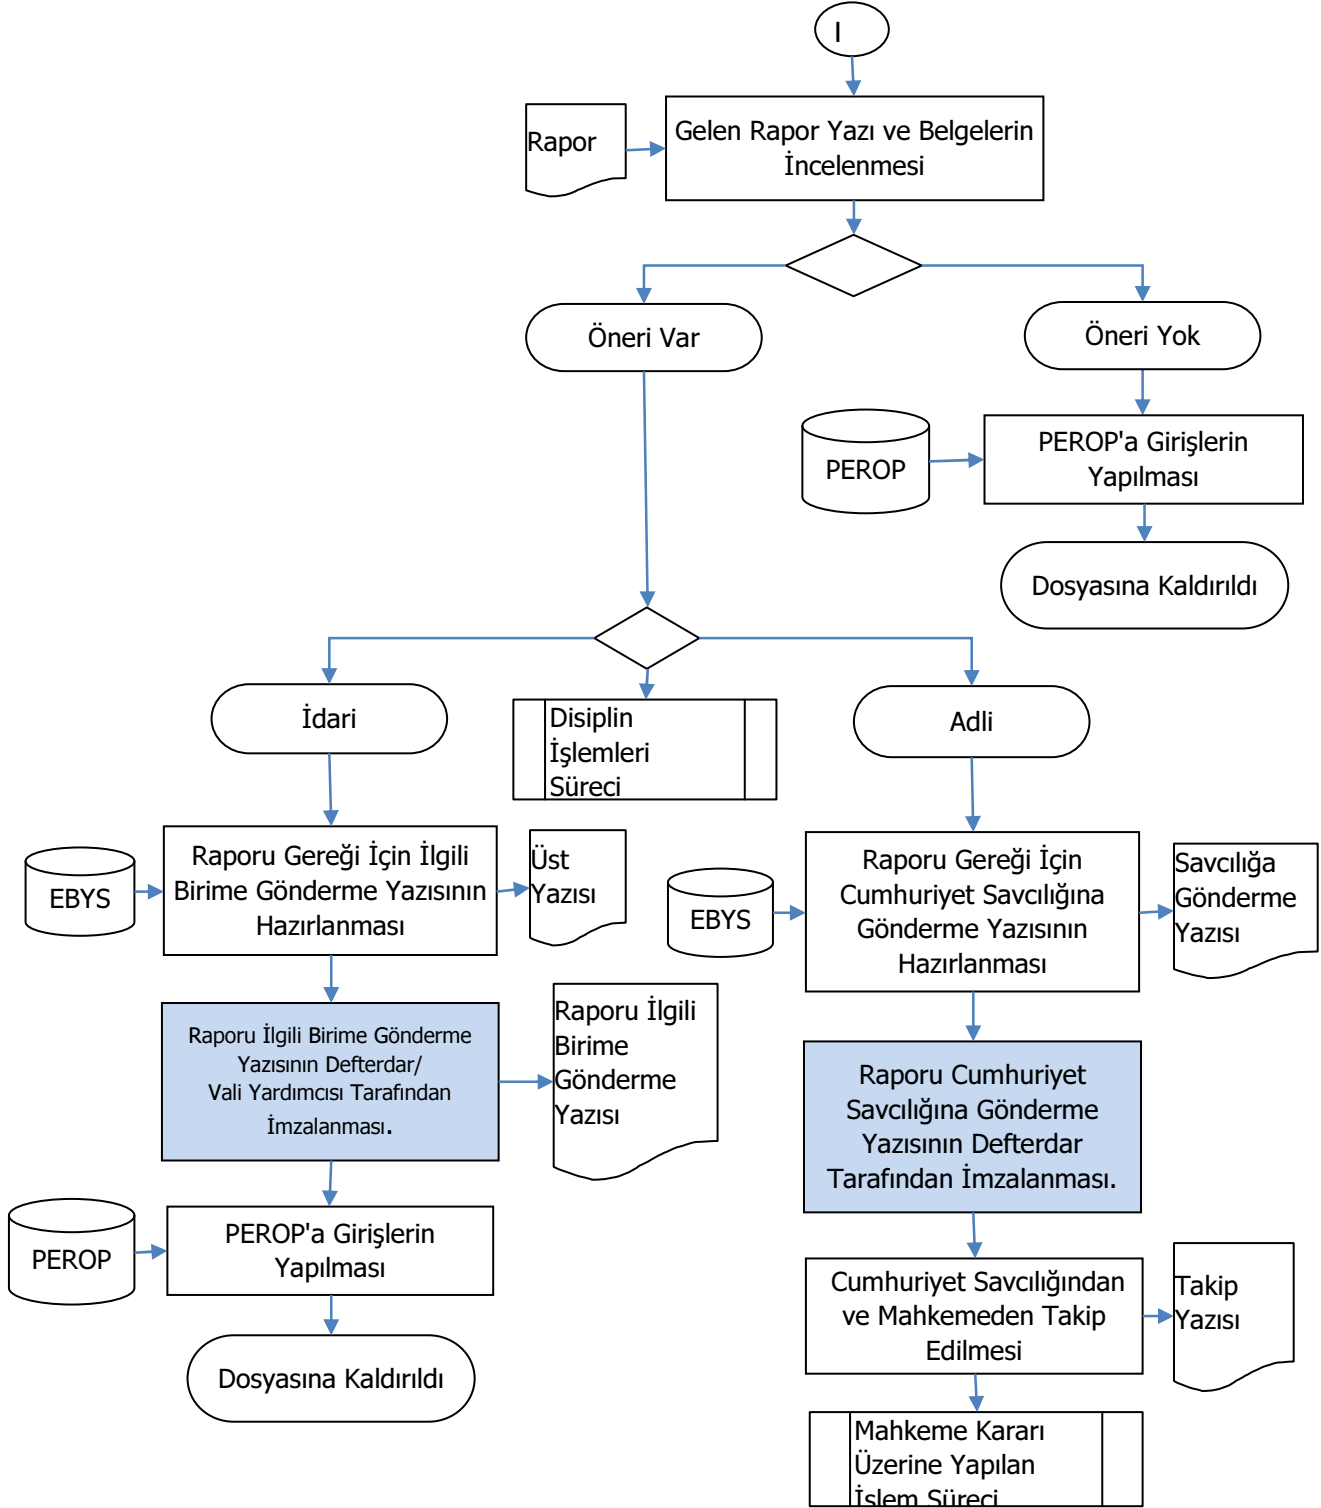 I
Rapor
Gelen Rapor Yazı ve Belgelerin
İncelenmesi
Öneri Var
Öneri Yok
PEROP
PEROP'a Girişlerin
Yapılması
Dosyasına Kaldırıldı
İdari
Disiplin
İşlemleri
Süreci
Adli
EBYS
Raporu Gereği İçin İlgili
Birime Gönderme Yazısının
Hazırlanması
Üst
Yazısı
EBYS
Raporu Gereği İçin
Cumhuriyet Savcılığına
Gönderme Yazısının
Hazırlanması
Savcılığa
Gönderme
Yazısı
Raporu İlgili Birime Gönderme
Yazısının Defterdar/
Vali Yardımcısı Tarafından
İmzalanması.
Raporu İlgili
Birime
Gönderme
Yazısı
Raporu Cumhuriyet
Savcılığına Gönderme
Yazısının Defterdar
Tarafından İmzalanması.
PEROP
PEROP'a Girişlerin
Yapılması
Cumhuriyet Savcılığından
ve Mahkemeden Takip
Edilmesi
Takip
Yazısı
Dosyasına Kaldırıldı
Mahkeme Kararı
Üzerine Yapılan
İşlem Süreci